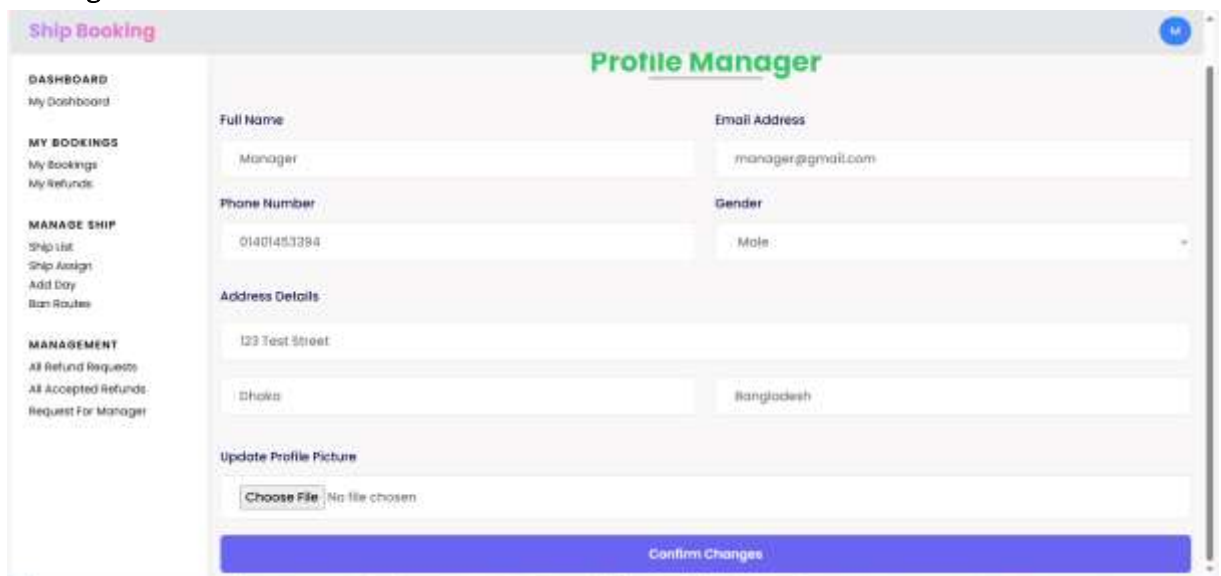 Ship Booking
M
Profile Manager
DASHBOARD
My Dashboard
MY BOOKINGS
My Bookings
My Refunds
MANAGE SHIP
Ship List
Ship Assign
Add Day
Ban Routes
MANAGEMENT
All Refund Requests
All Accepted Refunds
Request For Manager
Full Name
Email Address
Manager
manager@gmail.com
Phone Number
Gender
01401453394
Male
Address Details
123 Test Street
Dhaka
Bangladesh
Update Profile Picture
Choose File No file chosen
Confirm Changes